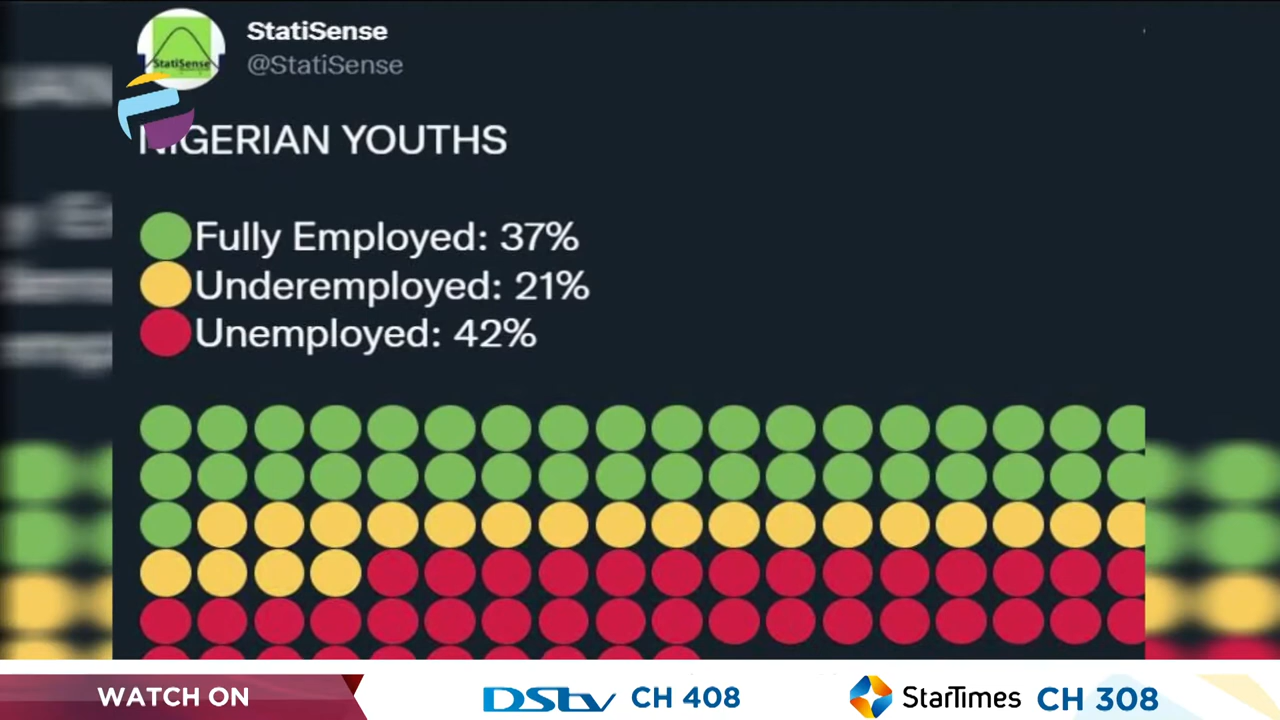 StatiSense
StatiSense
@StatiSense
NIGERIAN YOUTHS
Fully Employed: 37%
Underemployed: 21%
Unemployed: 42%
WATCH ON
DStv CH 408
StarTimes CH 308